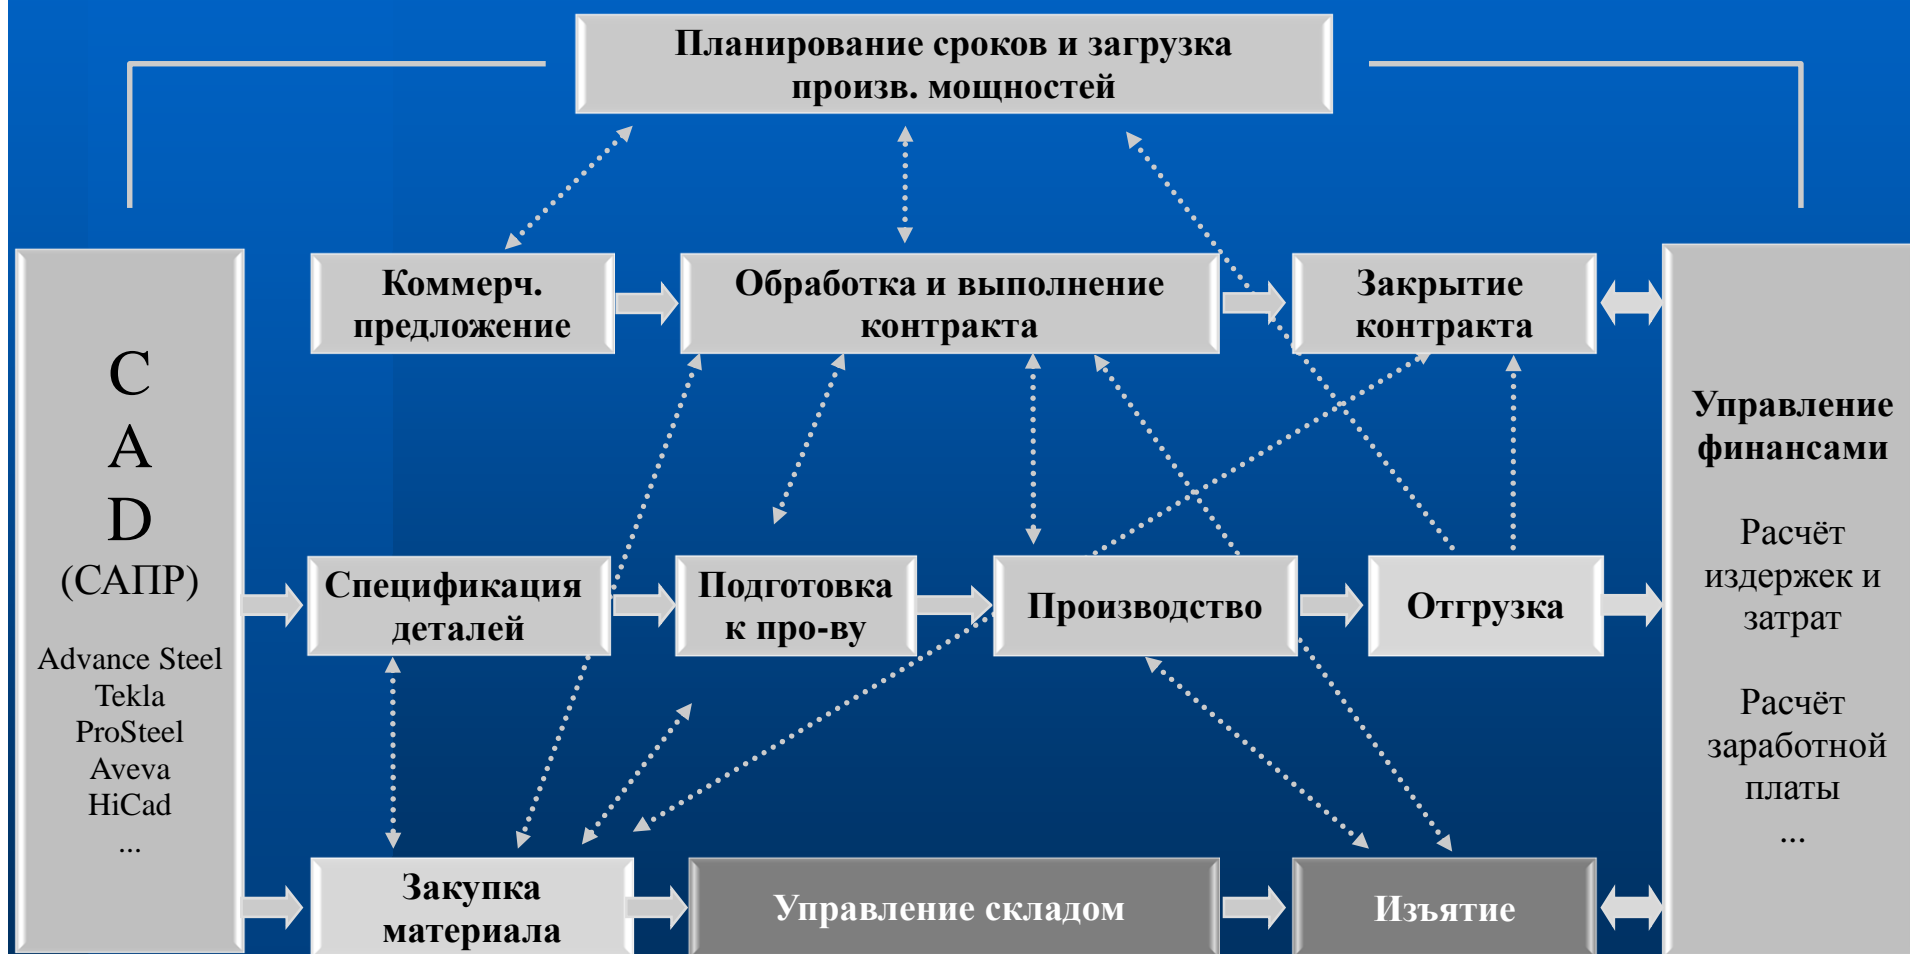 Планирование сроков и загрузка
произв. мощностей
Коммерч.
предложение
Обработка и выполнение
контракта
Закрытие
контракта
C
A
D
(САПР)
Advance Steel
Tekla
ProSteel
Aveva
HiCad
...
Спецификация
деталей
Подготовка
к про-ву
Производство
Отгрузка
Закупка
материала
Управление складом
Изъятие
Управление
финансами
Расчёт
издержек и
затрат
Расчёт
заработной
платы
...